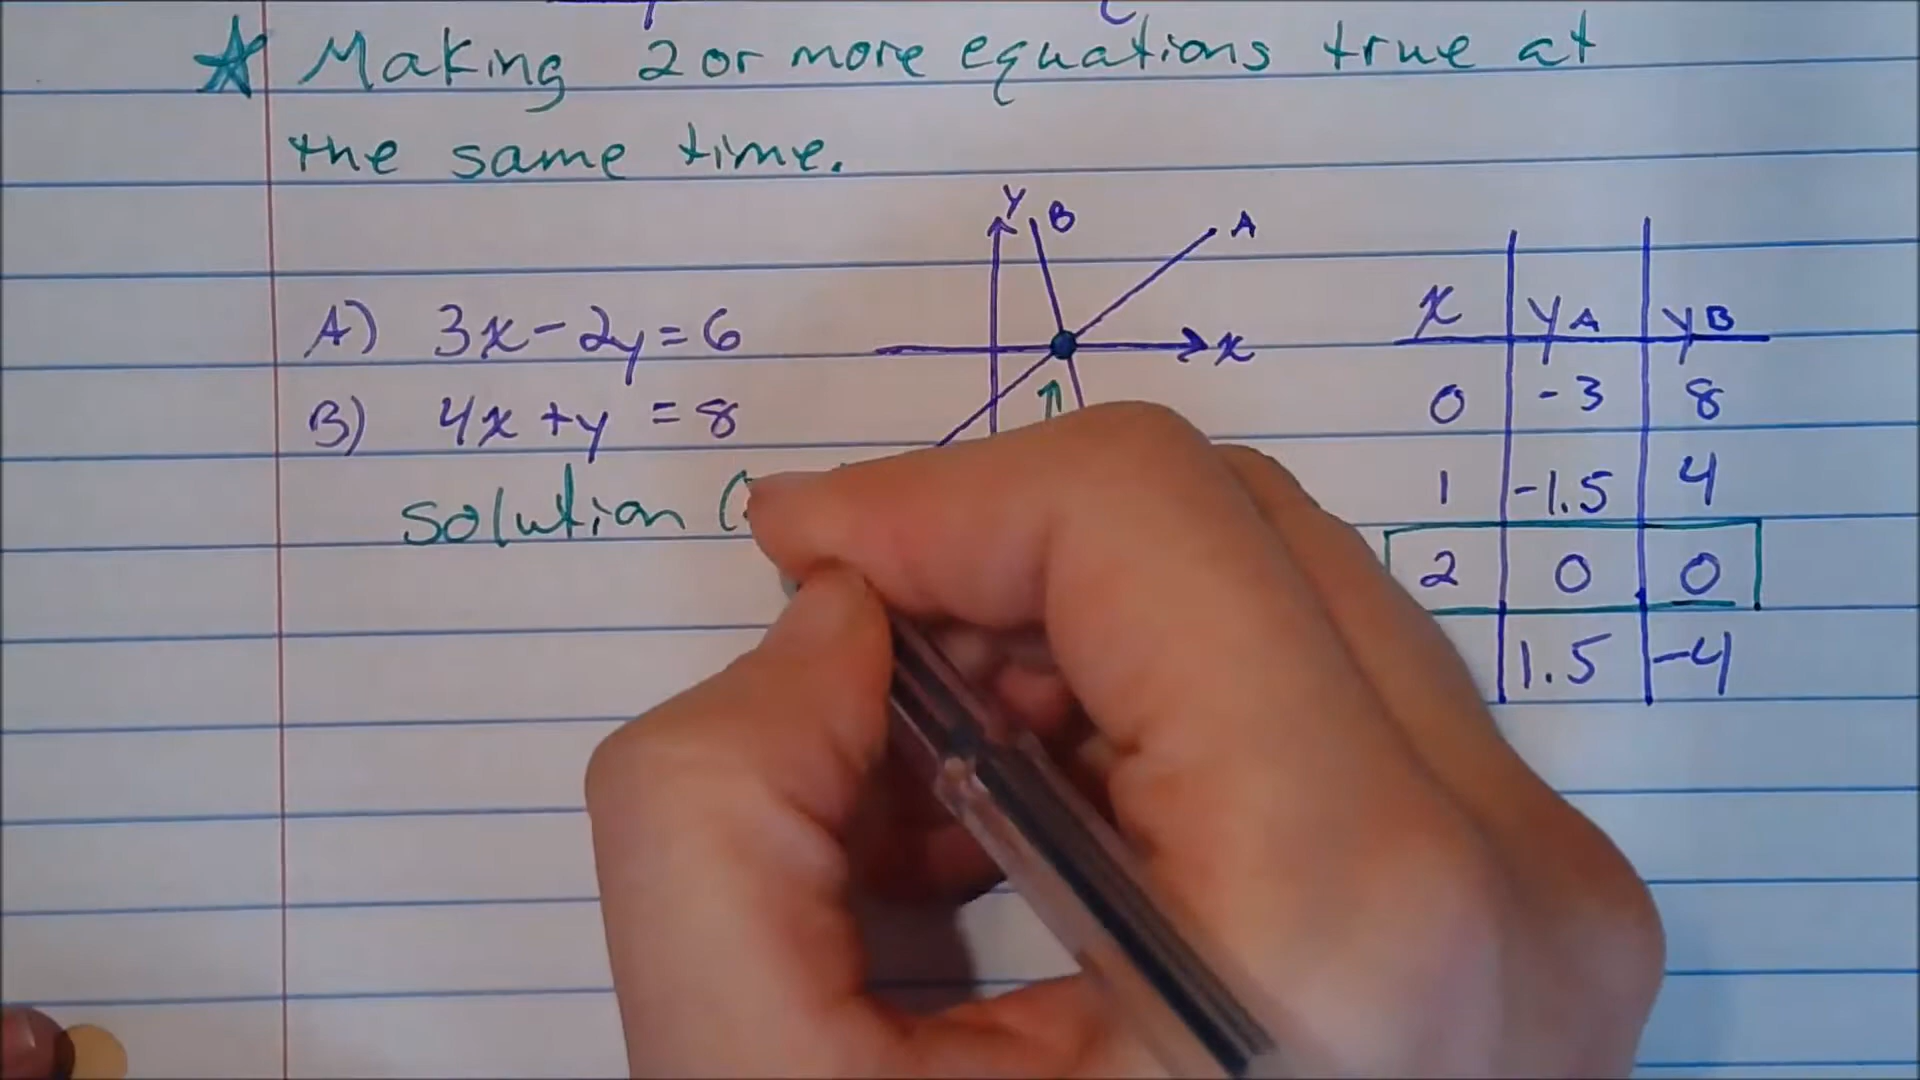 Making 2 or more equations true at
the same time.
Y B A
A) 3x - 2y = 6
x
B) 4x + y = 8
solution (
x yA yB
0 -3 8
1 -1.5 4
2 0 0
1.5 -4